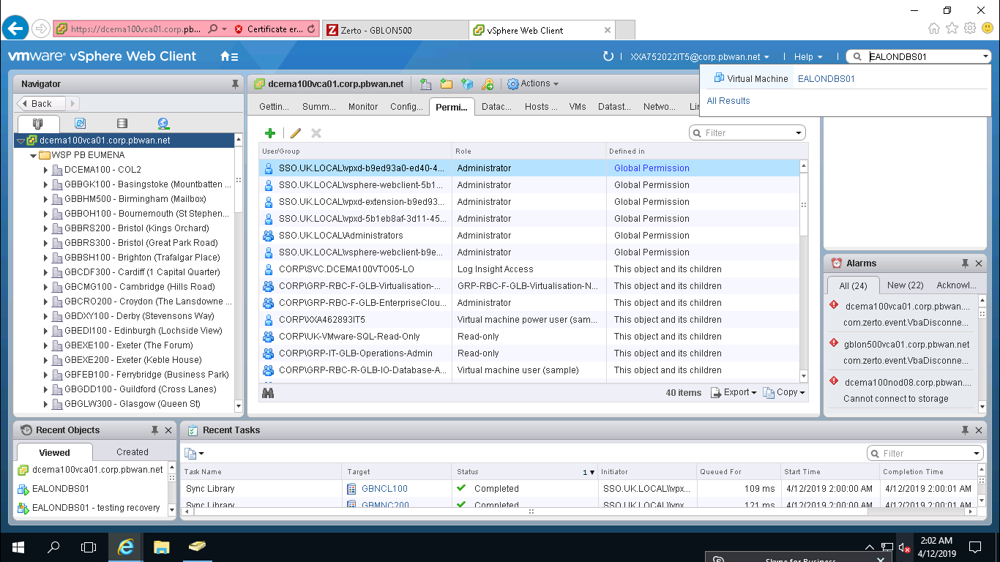 https://dcema100vca01.corp.pb...
Certificate er...
Zerto - GBLON500
vSphere Web Client
vmware vSphere Web Client
XXA752022IT5@corp.pbwan.net
Help
EALONDBS01
Virtual Machine EALONDBS01
All Results
Navigator
Back
dcema100vca01.corp.pbwan.net
WSP PB EUMENA
DCEMA100 - COL2
GBBGK100 - Basingstoke (Mountbatten ...
GBBHM500 - Birmingham (Mailbox)
GBBOH100 - Bournemouth (St Stephen...
GBBRS200 - Bristol (Kings Orchard)
GBBRS300 - Bristol (Great Park Road)
GBBSH100 - Brighton (Trafalgar Place)
GBCDF300 - Cardiff (1 Capital Quarter)
GBCMG100 - Cambridge (Hills Road)
GBCRO200 - Croydon (The Lansdowne ...
GBDXY100 - Derby (Stevensons Way)
GBEDI100 - Edinburgh (Lochside View)
GBEXE100 - Exeter (The Forum)
GBEXE200 - Exeter (Keble House)
GBFEB100 - Ferrybridge (Business Park)
GBGDD100 - Guildford (Cross Lanes)
GBGLW300 - Glasgow (Queen St)
dcema100vca01.corp.pbwan.net
Actions
Gettin... Summ... Monitor Config... Permi... Datac... Hosts ... VMs Datast... Netwo...
Filter
User/Group Role Defined in
SSO.UK.LOCAL\vpxd-b9ed93a0-ed40-4... Administrator Global Permission
SSO.UK.LOCAL\vsphere-webclient-5b1... Administrator Global Permission
SSO.UK.LOCAL\vpxd-extension-b9ed93... Administrator Global Permission
SSO.UK.LOCAL\vpxd-5b1eb8af-3d11-45... Administrator Global Permission
SSO.UK.LOCAL\Administrators Administrator Global Permission
SSO.UK.LOCAL\vsphere-webclient-b9e... Administrator Global Permission
CORP\SVC.DCEMA100VTO05-LO Log Insight Access This object and its children
CORP\GRP-RBC-F-GLB-Virtualisation-... GRP-RBC-F-GLB-Virtualisation-N... This object and its children
CORP\GRP-RBC-F-GLB-EnterpriseClou... Administrator This object and its children
CORP\XXA462893IT5 Virtual machine power user (sam... This object and its children
CORP\UK-VMware-SQL-Read-Only Read-only This object and its children
CORP\GRP-IT-GLB-Operations-Admin Read-only This object and its children
CORP\GRP-RBC-R-GLB-IO-Database-A... Virtual machine user (sample) This object and its children
40 items Export Copy
Alarms
All (24) New (22) Acknowl...
dcema100vca01.corp.pbwan....
com.zerto.event.VbaDisconne...
gblon500vca01.corp.pbwan.net
com.zerto.event.VbaDisconne...
dcema100nod08.corp.pbwan....
Cannot connect to storage
Recent Objects
Viewed Created
dcema100vca01.corp.pbwan.net
EALONDBS01
EALONDBS01 - testing recovery
Recent Tasks
Filter
Task Name Target Status 1 Initiator Queued For Start Time Completion Time
Sync Library GBNCL100 Completed SSO.UK.LOCAL\vpx... 109 ms 4/12/2019 2:00:00 AM 4/12/2019 2:00:01 AM
Sync Library GBMNC200 Completed SSO.UK.LOCAL\vpx... 121 ms 4/12/2019 2:00:00 AM 4/12/2019 2:00:01 AM
2:02 AM
4/12/2019
Skype for Business